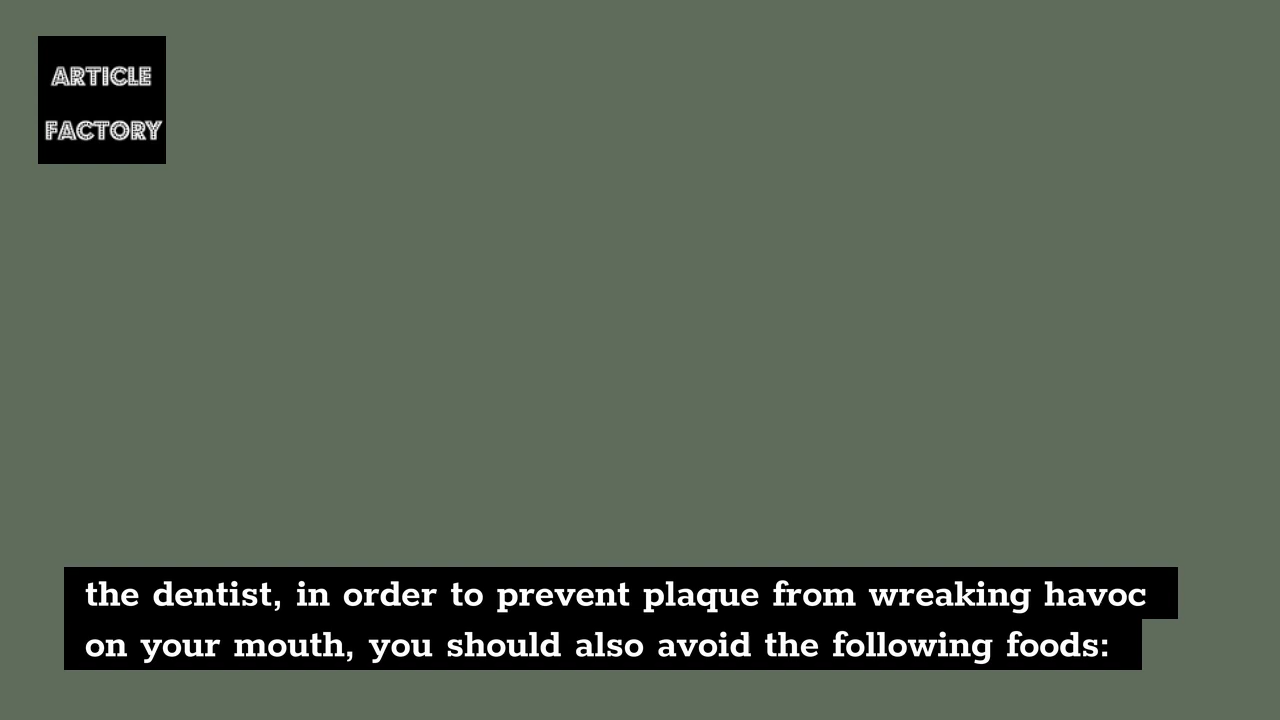 ARTICLE
FACTORY
the dentist, in order to prevent plaque from wreaking havoc
on your mouth, you should also avoid the following foods: